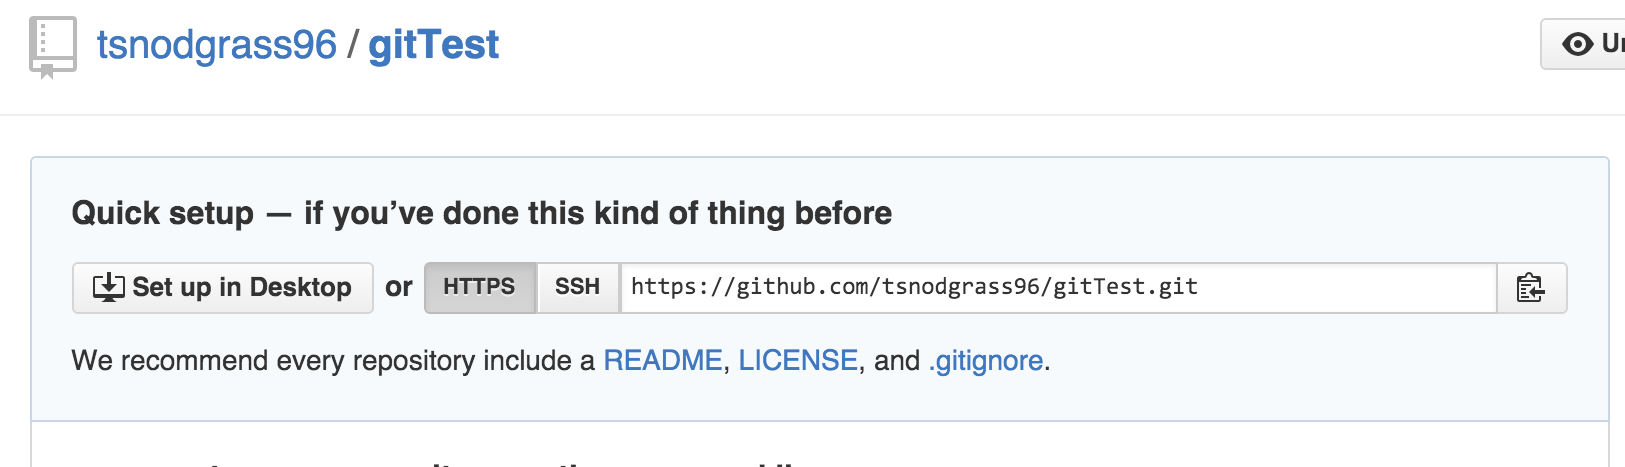 tsnodgrass96 / gitTest
Quick setup — if you’ve done this kind of thing before
Set up in Desktop or HTTPS SSH https://github.com/tsnodgrass96/gitTest.git
We recommend every repository include a README, LICENSE, and .gitignore.